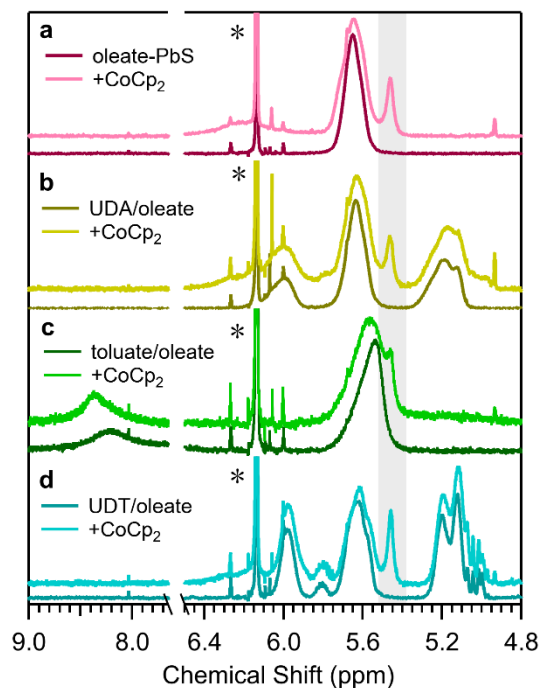 a
*
oleate-PbS
+CoCp₂
b
*
UDA/oleate
+CoCp₂
c
*
toluate/oleate
+CoCp₂
d
*
UDT/oleate
+CoCp₂
9.0 8.0 6.4 6.0 5.6 5.2 4.8
Chemical Shift (ppm)